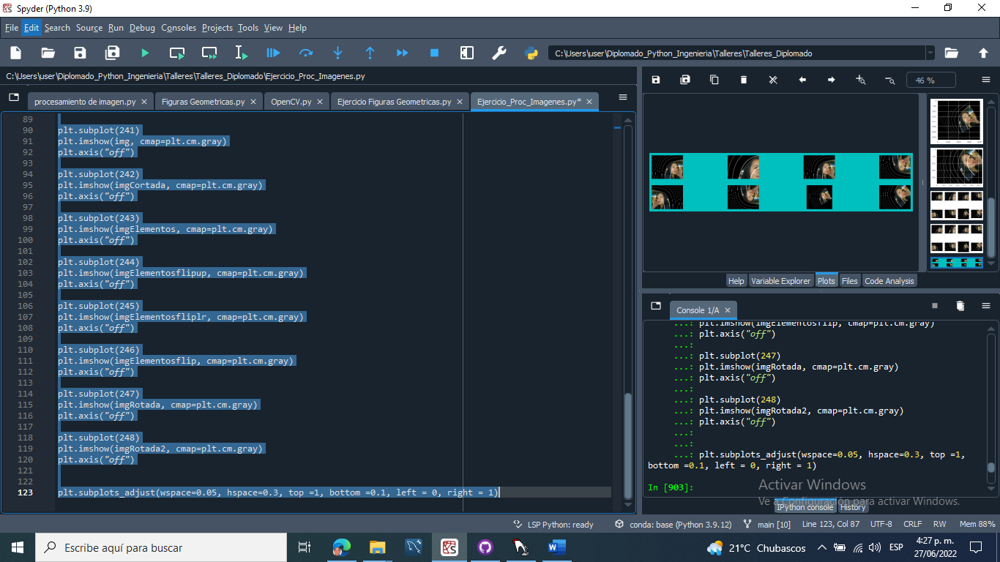 Spyder (Python 3.9)
File Edit Search Source Run Debug Consoles Projects Tools View Help
C:\Users\user\Diplomado_Python_Ingenieria\Talleres\Talleres_Diplomado
C:\Users\user\Diplomado_Python_Ingenieria\Talleres\Talleres_Diplomado\Ejercicio_Proc_Imagenes.py
procesamiento de imagen.py Figuras Geometricas.py OpenCV.py Ejercicio Figuras Geometricas.py Ejercicio_Proc_Imagenes.py*
89
90 plt.subplot(241)
91 plt.imshow(img, cmap=plt.cm.gray)
92 plt.axis("off")
93
94 plt.subplot(242)
95 plt.imshow(imgCortada, cmap=plt.cm.gray)
96 plt.axis("off")
97
98 plt.subplot(243)
99 plt.imshow(imgElementos, cmap=plt.cm.gray)
100 plt.axis("off")
101
102 plt.subplot(244)
103 plt.imshow(imgElementosflipup, cmap=plt.cm.gray)
104 plt.axis("off")
105
106 plt.subplot(245)
107 plt.imshow(imgElementosfliplr, cmap=plt.cm.gray)
108 plt.axis("off")
109
110 plt.subplot(246)
111 plt.imshow(imgElementosflip, cmap=plt.cm.gray)
112 plt.axis("off")
113
114 plt.subplot(247)
115 plt.imshow(imgRotada, cmap=plt.cm.gray)
116 plt.axis("off")
117
118 plt.subplot(248)
119 plt.imshow(imgRotada2, cmap=plt.cm.gray)
120 plt.axis("off")
121
122
123 plt.subplots_adjust(wspace=0.05, hspace=0.3, top =1, bottom =0.1, left = 0, right = 1)
46 %
Help Variable Explorer Plots Files Code Analysis
Console 1/A
...: plt.imshow(imgElementosflip, cmap=plt.cm.gray)
...: plt.axis("off")
...:
...: plt.subplot(247)
...: plt.imshow(imgRotada, cmap=plt.cm.gray)
...: plt.axis("off")
...:
...: plt.subplot(248)
...: plt.imshow(imgRotada2, cmap=plt.cm.gray)
...: plt.axis("off")
...:
...:
...: plt.subplots_adjust(wspace=0.05, hspace=0.3, top =1,
bottom =0.1, left = 0, right = 1)
In [903]:
Activar Windows
Ve a Configuración para activar Windows.
IPython console History
LSP Python: ready conda: base (Python 3.9.12) main [10] Line 123, Col 87 UTF-8 CRLF RW Mem 88%
Escribe aquí para buscar
21°C Chubascos ESP
4:27 p. m.
27/06/2022